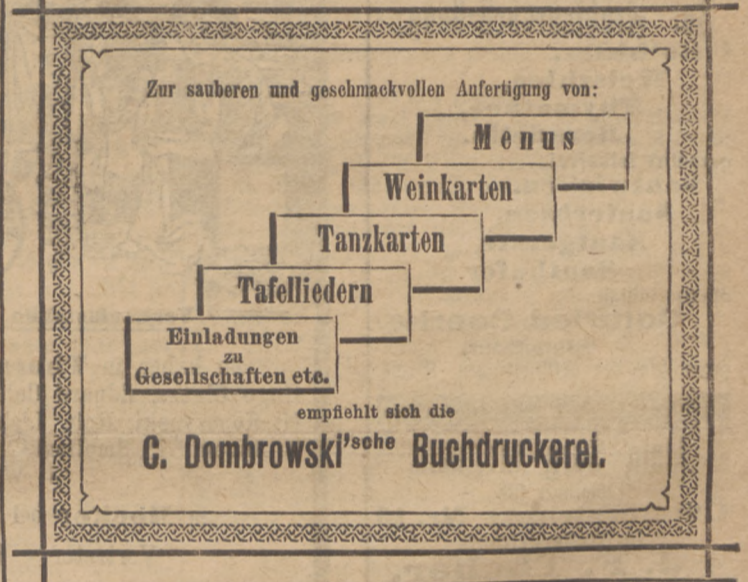 Zur sauberen und geschmackvollen Anfertigung von:
Menus
Weinkarten
Tanzkarten
Tafelliedern
Einladungen
zu
Gesellschaften etc.
empfiehlt sich die
C. Dombrowski'sche Buchdruckerei.